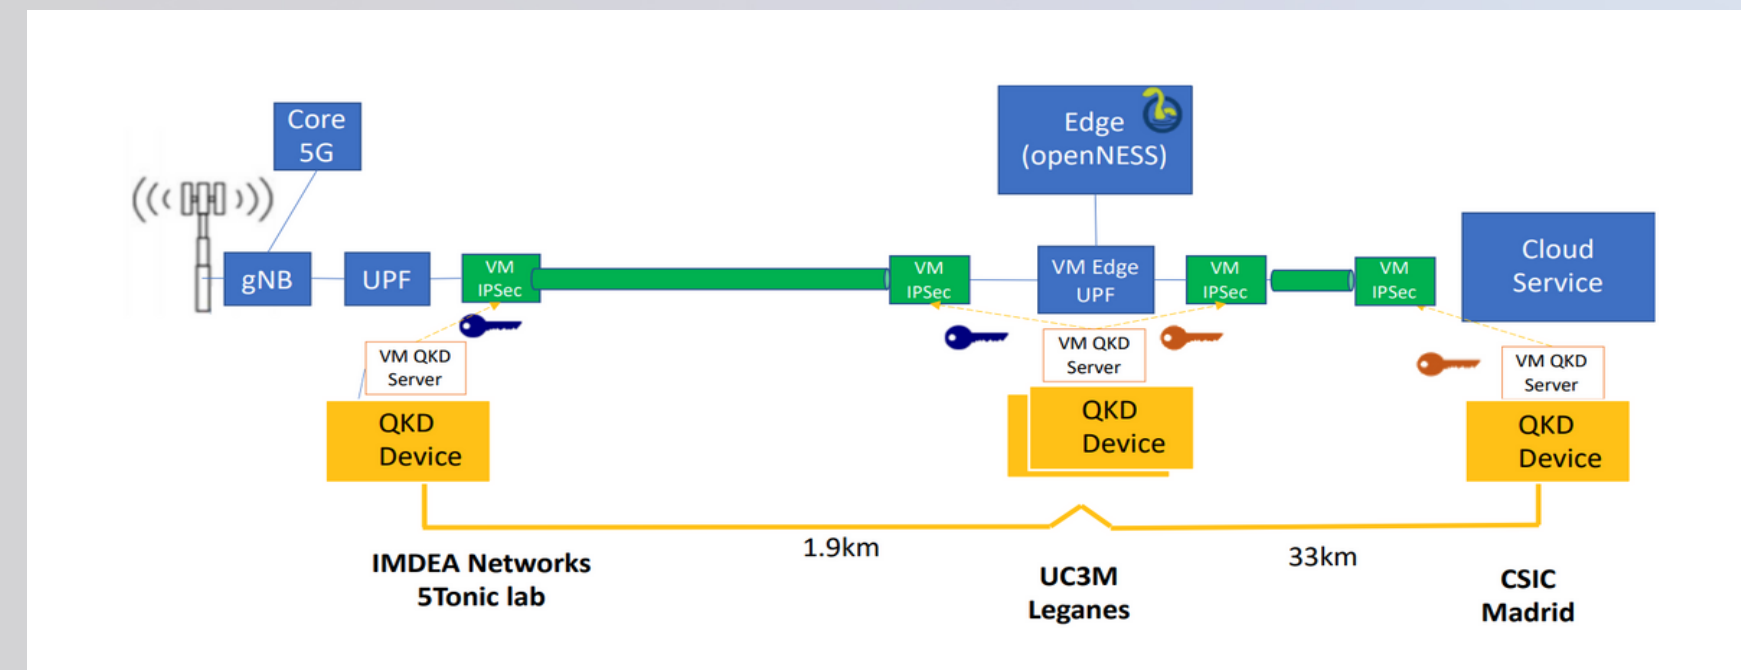 Core
5G
Edge
(openNESS)
Cloud
Service
gNB
UPF
VM
IPSec
VM
IPSec
VM Edge
UPF
VM
IPSec
VM
IPSec
VM QKD
Server
VM QKD
Server
VM QKD
Server
QKD
Device
QKD
Device
QKD
Device
1.9km
33km
IMDEA Networks
5Tonic lab
UC3M
Leganes
CSIC
Madrid